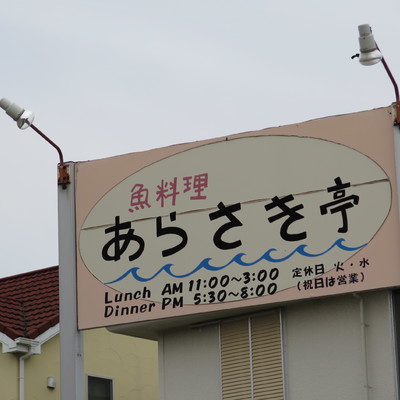 魚料理
あらさき亭
Lunch AM 11:00～3:00
Dinner PM 5:30～8:00
定休日 火・水
(祝日は営業)